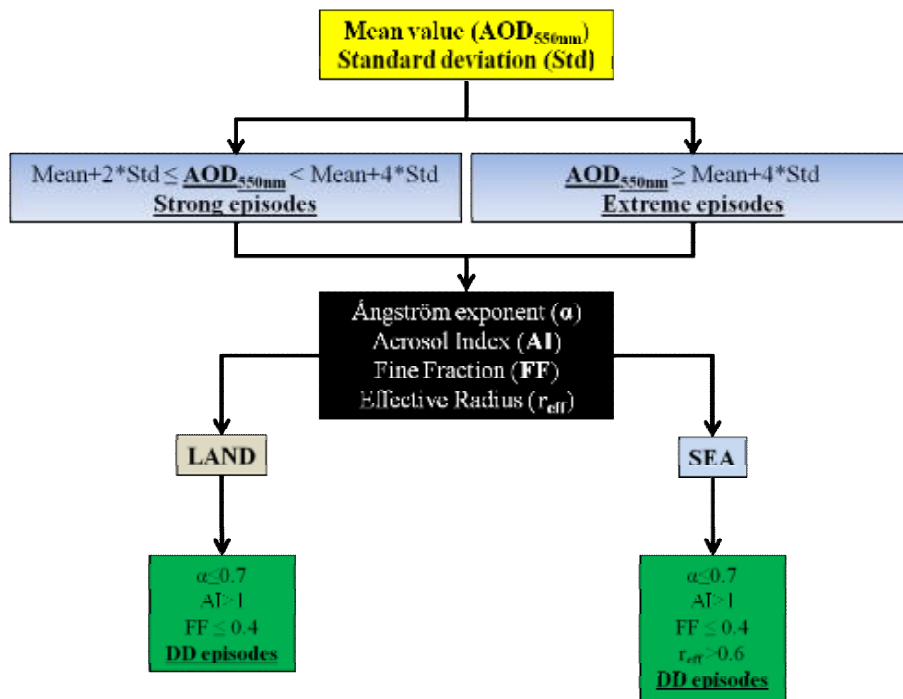 Mean value (AOD550nm)
Standard deviation (Std)
Mean+2*Std ≤ AOD550nm < Mean+4*Std
Strong episodes
AOD550nm ≥ Mean+4*Std
Extreme episodes
Ångström exponent (α)
Aerosol Index (AI)
Fine Fraction (FF)
Effective Radius (reff)
LAND
SEA
α≤0.7
AI>1
FF ≤ 0.4
DD episodes
α≤0.7
AI>1
FF ≤ 0.4
reff>0.6
DD episodes